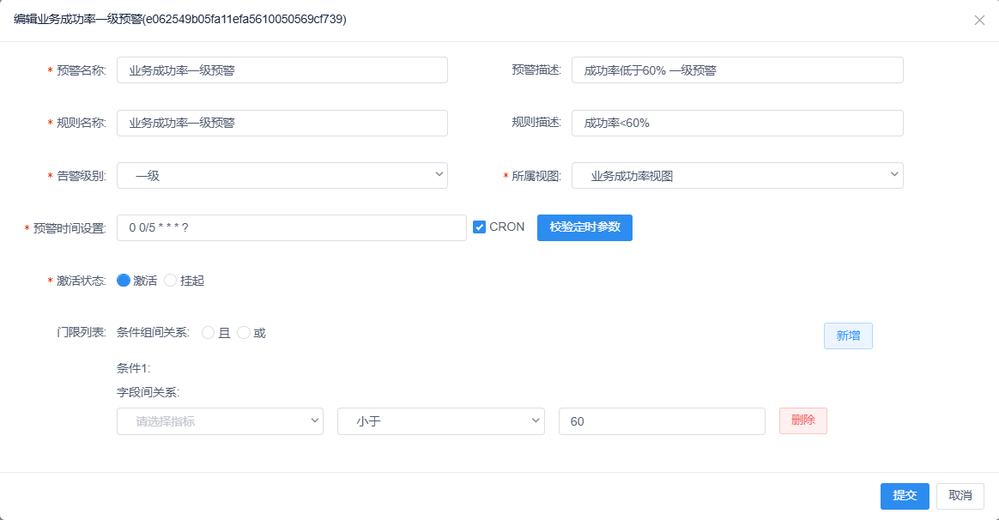 编辑业务成功率一级预警(e062549b05fa11efa5610050569cf739)
* 预警名称: 业务成功率一级预警 预警描述: 成功率低于60% 一级预警
* 规则名称: 业务成功率一级预警 规则描述: 成功率<60%
* 告警级别: 一级 * 所属视图: 业务成功率视图
* 预警时间设置: 0 0/5 * * * ? CRON 校验定时参数
* 激活状态: 激活 挂起
门限列表: 条件组间关系: 且 或 新增
条件1:
字段间关系:
请选择指标 小于 60 删除
提交 取消